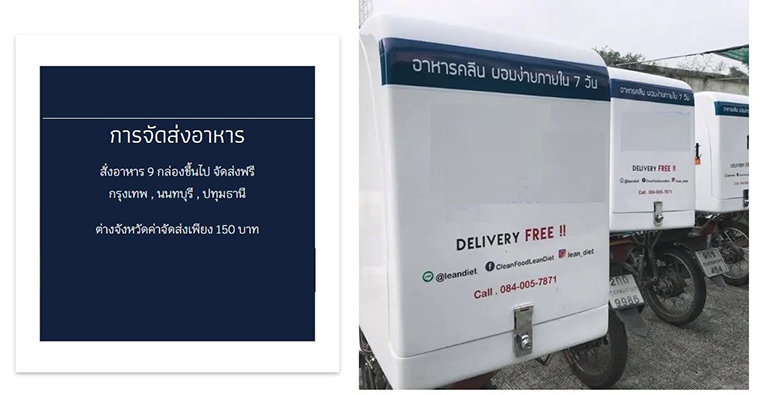 การจัดส่งอาหาร
สั่งอาหาร 9 กล่องขึ้นไป จัดส่งฟรี
กรุงเทพ , นนทบุรี , ปทุมธานี
ต่างจังหวัดค่าจัดส่งเพียง 150 บาท
อาหารคลีน ผอมง่ายภายใน 7 วัน
DELIVERY FREE !!
@leandiet CleanFoodLeanDiet lean_diet
Call . 084-005-7871
อาหารคลีน ผอมง่ายภายใน 7 วัน
DELIVERY FREE !!
@leandiet CleanFoodLeanDiet lean_diet
Call . 084-005-7871
9986
DELIVERY FREE !!
454